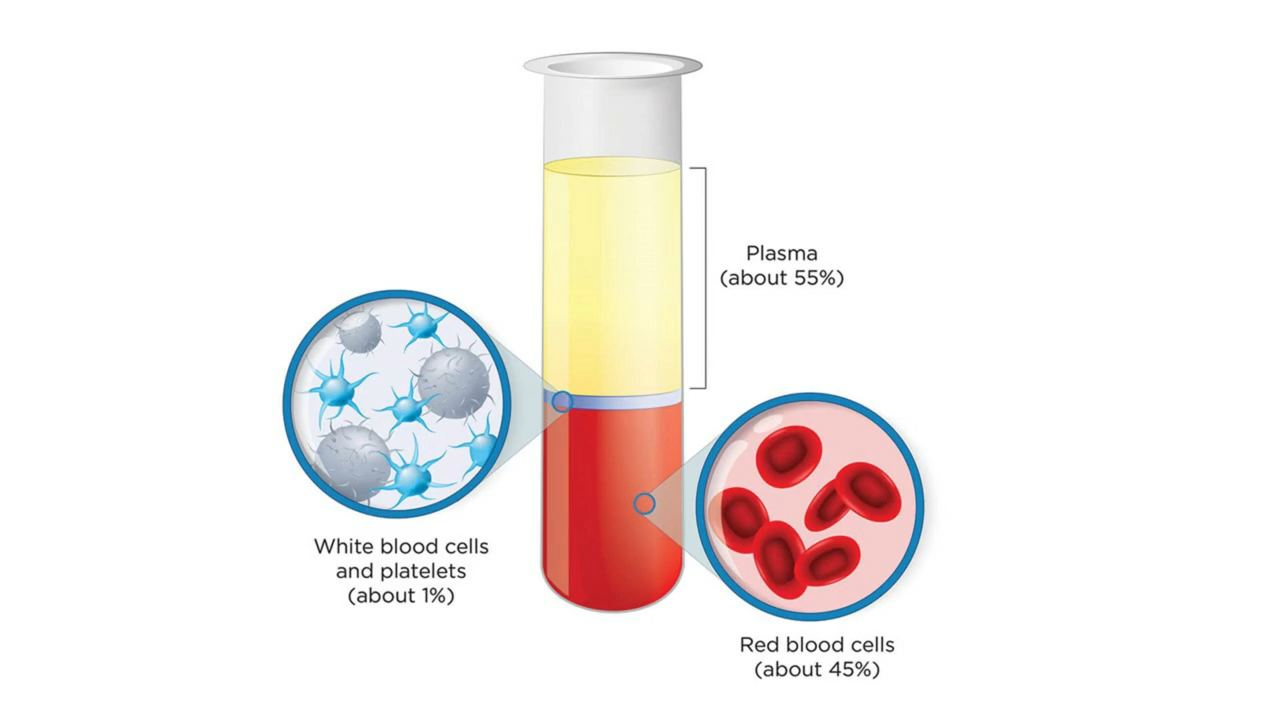 Plasma
(about 55%)
White blood cells
and platelets
(about 1%)
Red blood cells
(about 45%)